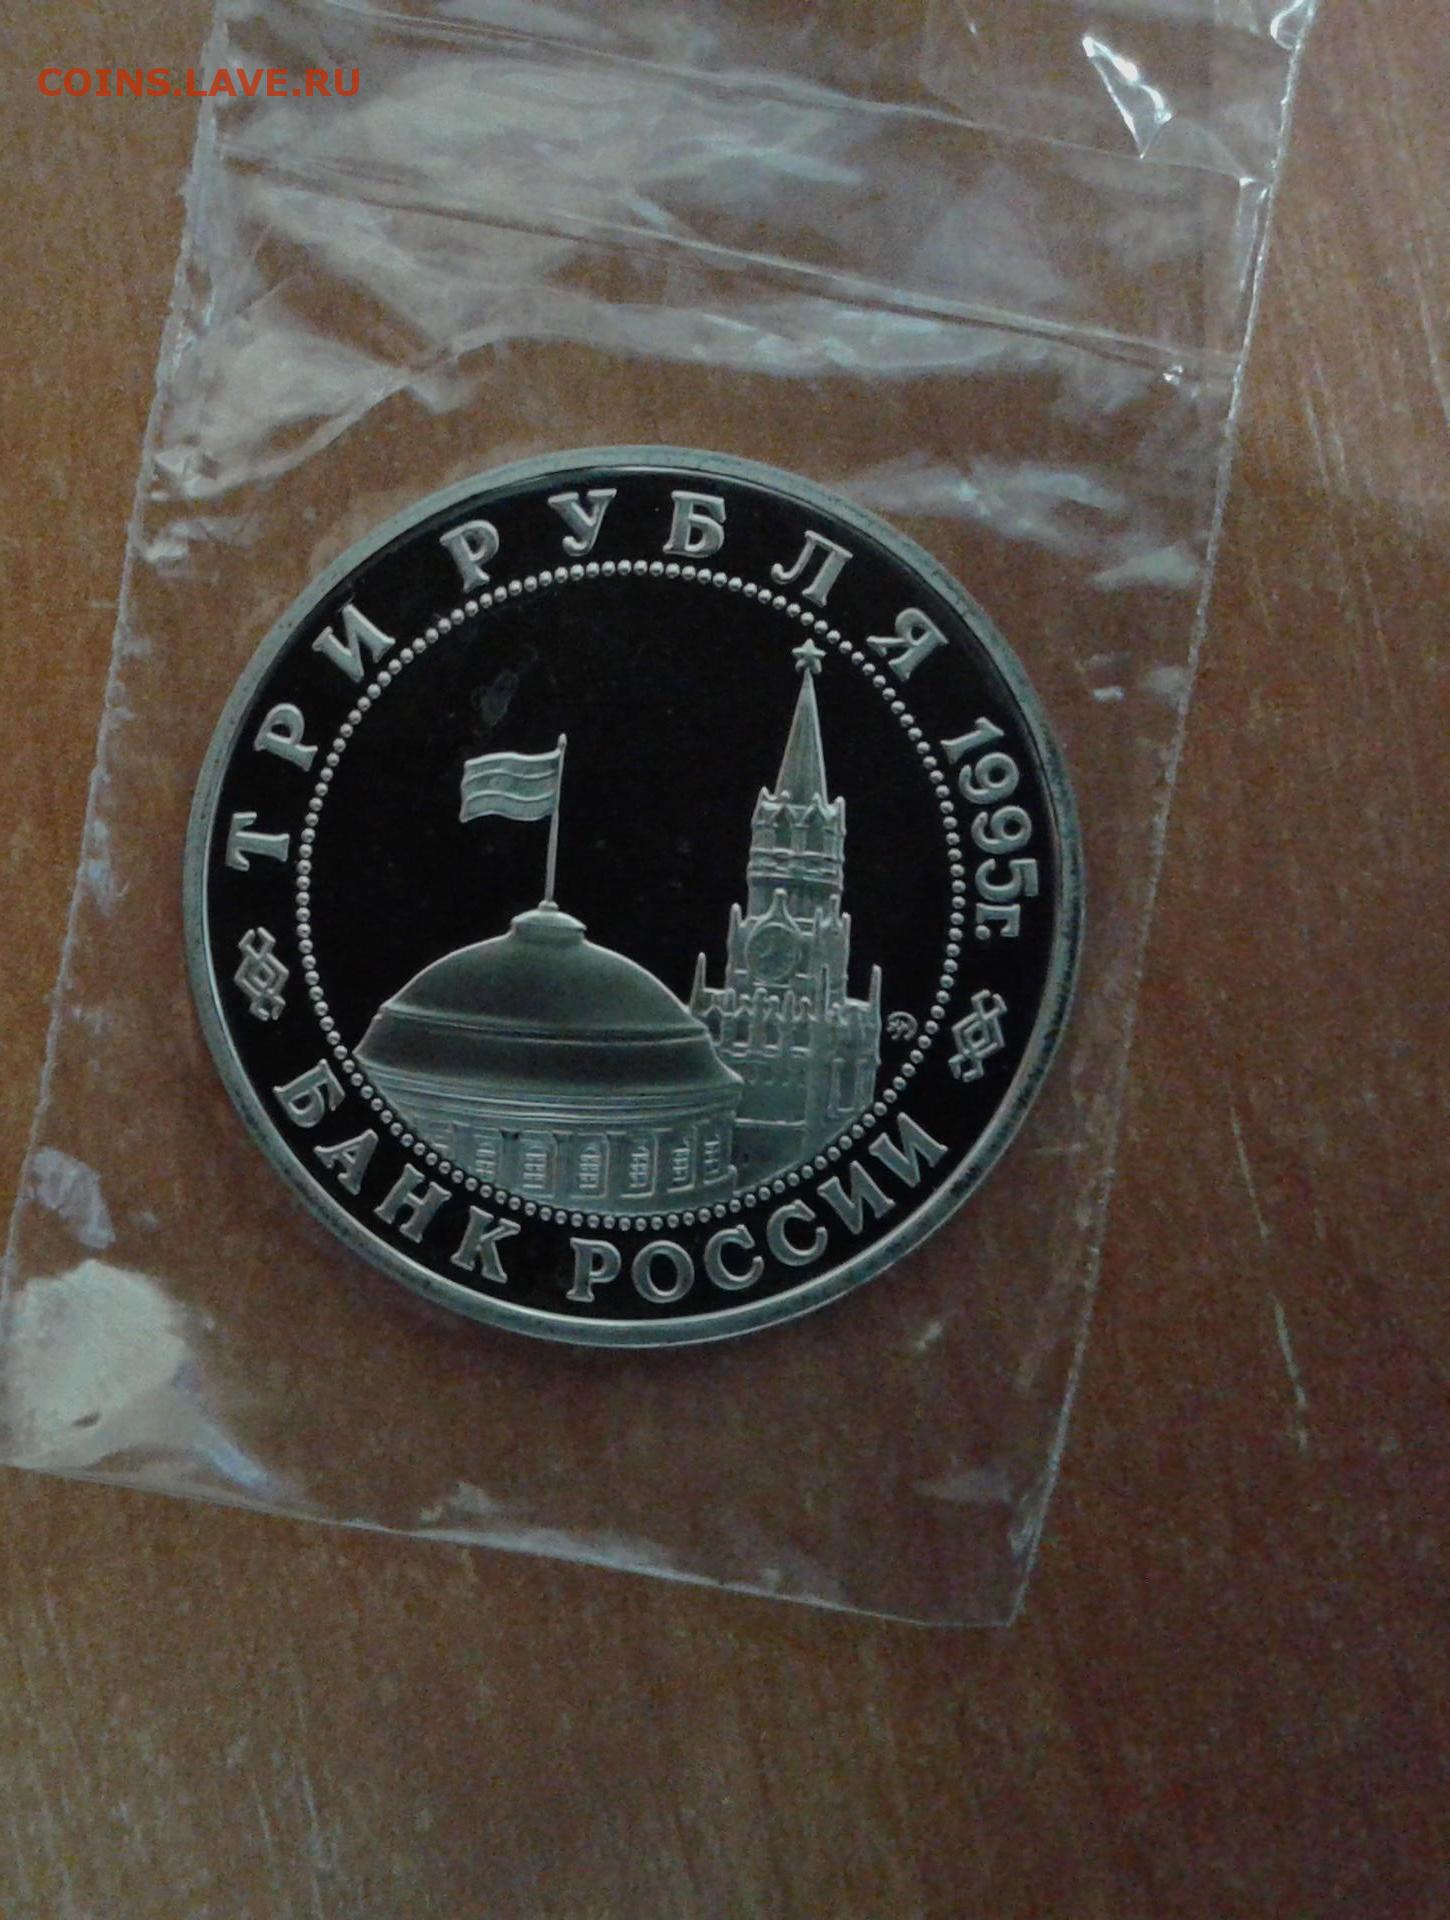 COINS.LAVE.RU
ТРИ РУБЛЯ 1995г.
БАНК РОССИИ